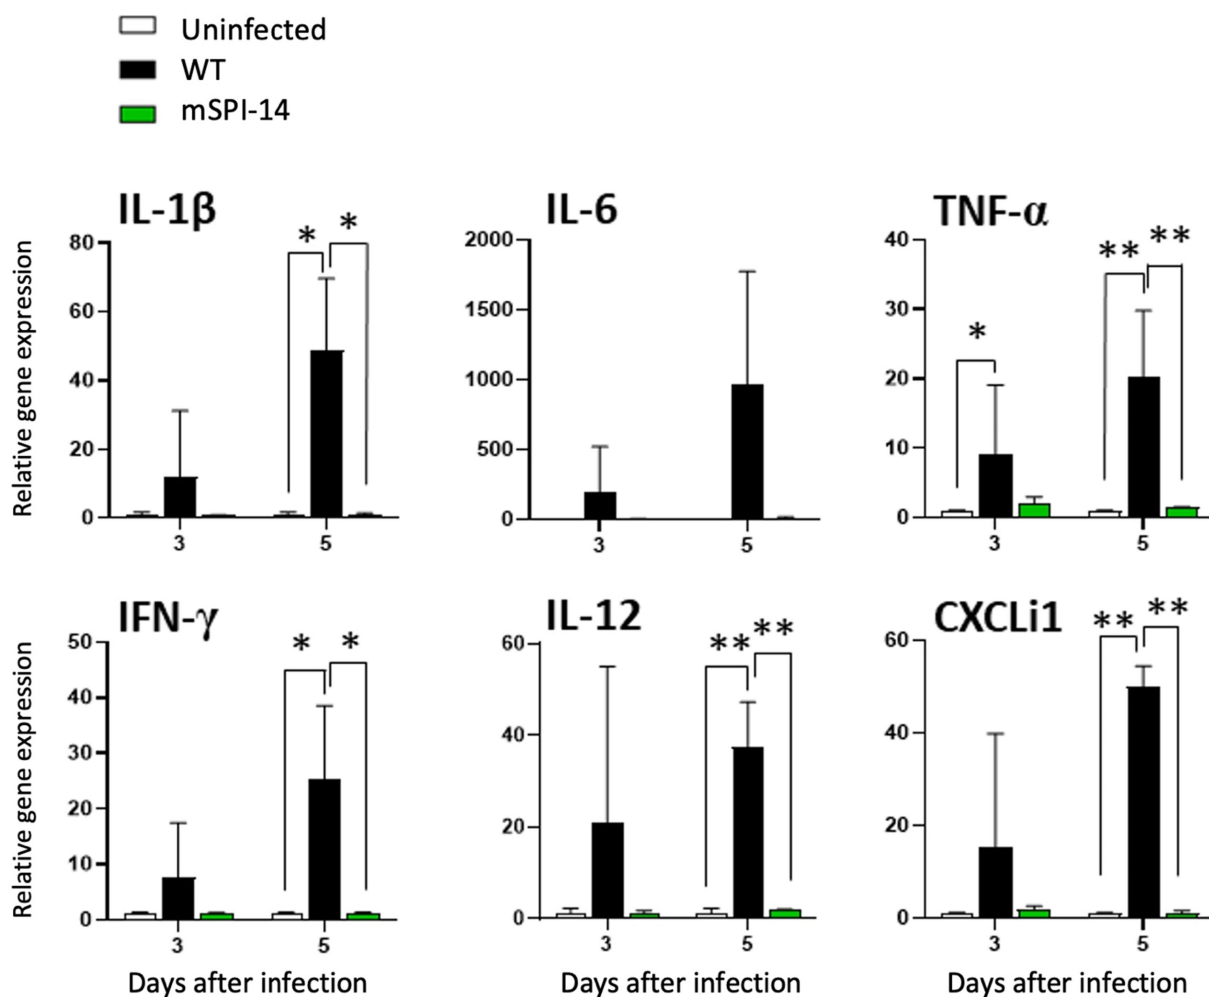 Uninfected
WT
mSPI-14
IL-1β
IL-6
TNF-α
Relative gene expression
80
60
40
20
0
* *
3 5
2000
1500
1000
500
0
3 5
40
30
20
10
0
*
** **
3 5
IFN-γ
IL-12
CXCLi1
Relative gene expression
50
40
30
20
10
0
* *
3 5
Days after infection
60
40
20
0
** **
3 5
Days after infection
60
40
20
0
** **
3 5
Days after infection